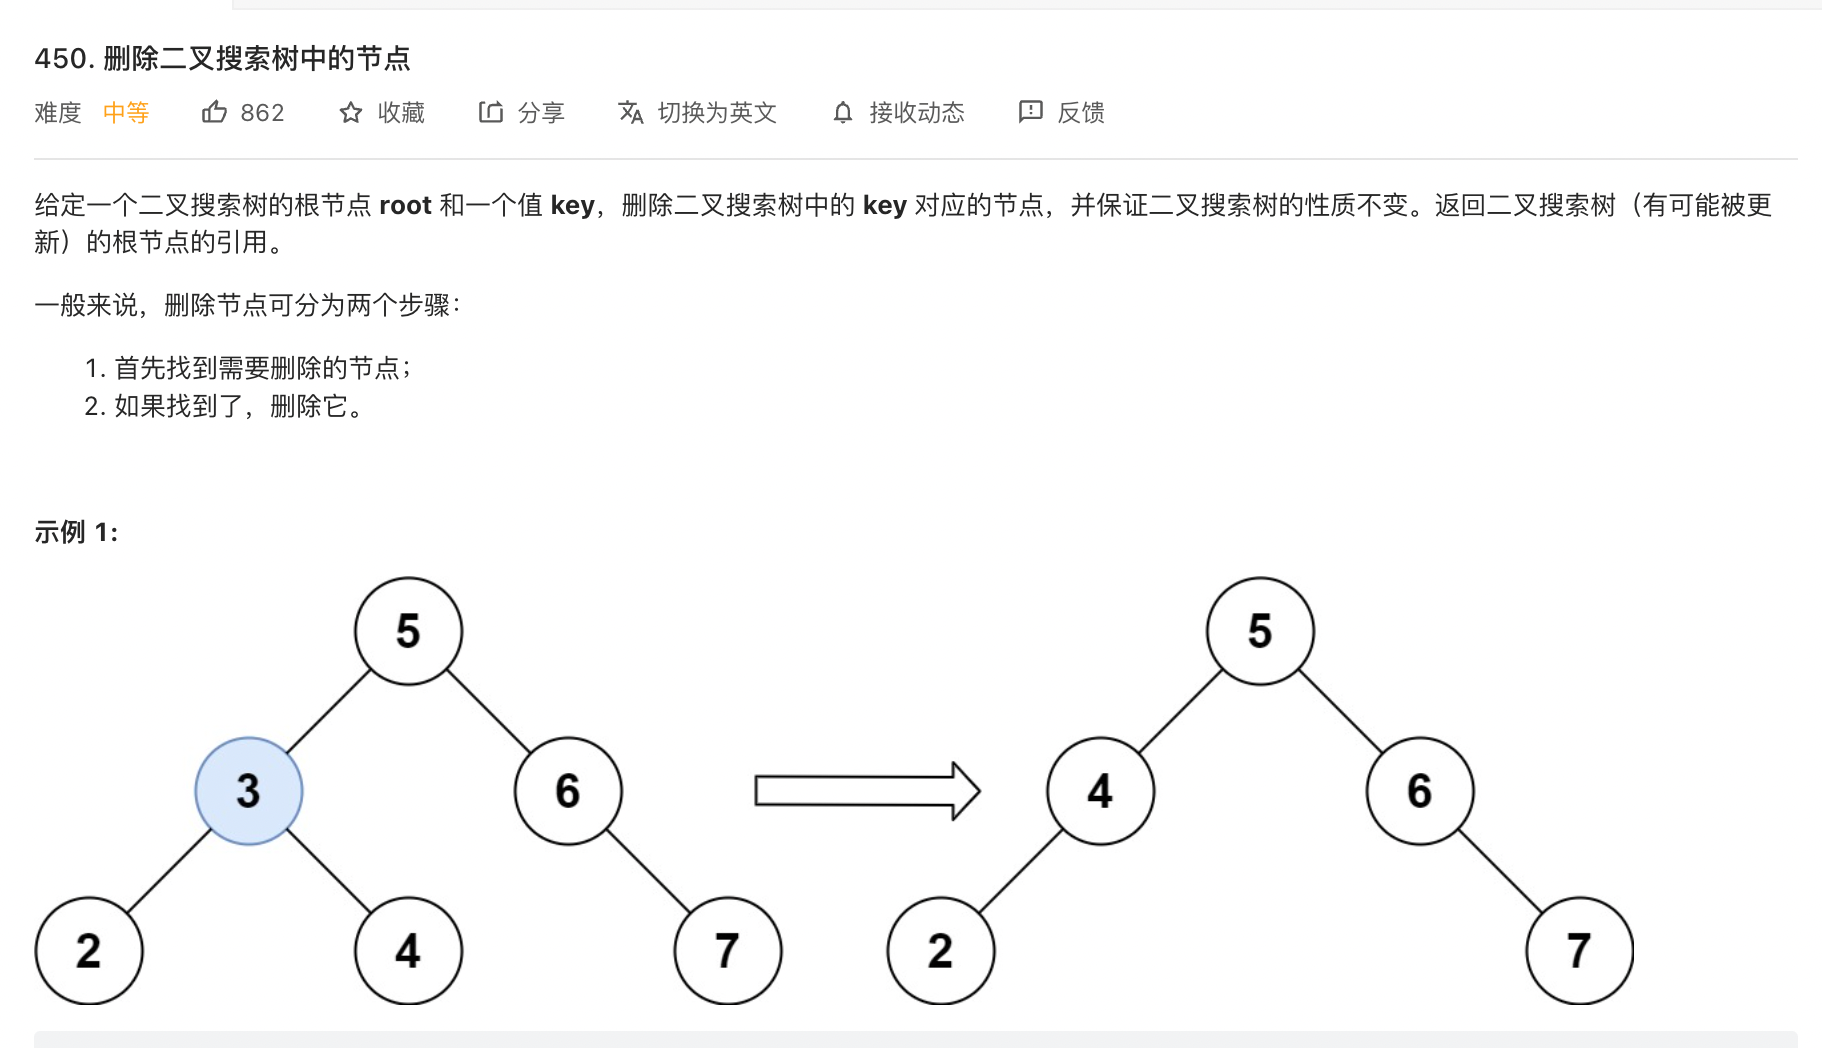 450. 删除二叉搜索树中的节点
难度 中等 862 收藏 分享 切换为英文 接收动态 反馈
给定一个二叉搜索树的根节点 root 和一个值 key，删除二叉搜索树中的 key 对应的节点，并保证二叉搜索树的性质不变。返回二叉搜索树（有可能被更
新）的根节点的引用。
一般来说，删除节点可分为两个步骤：
1. 首先找到需要删除的节点；
2. 如果找到了，删除它。
示例 1:
5 5
3 6 4 6
2 4 7 2 7